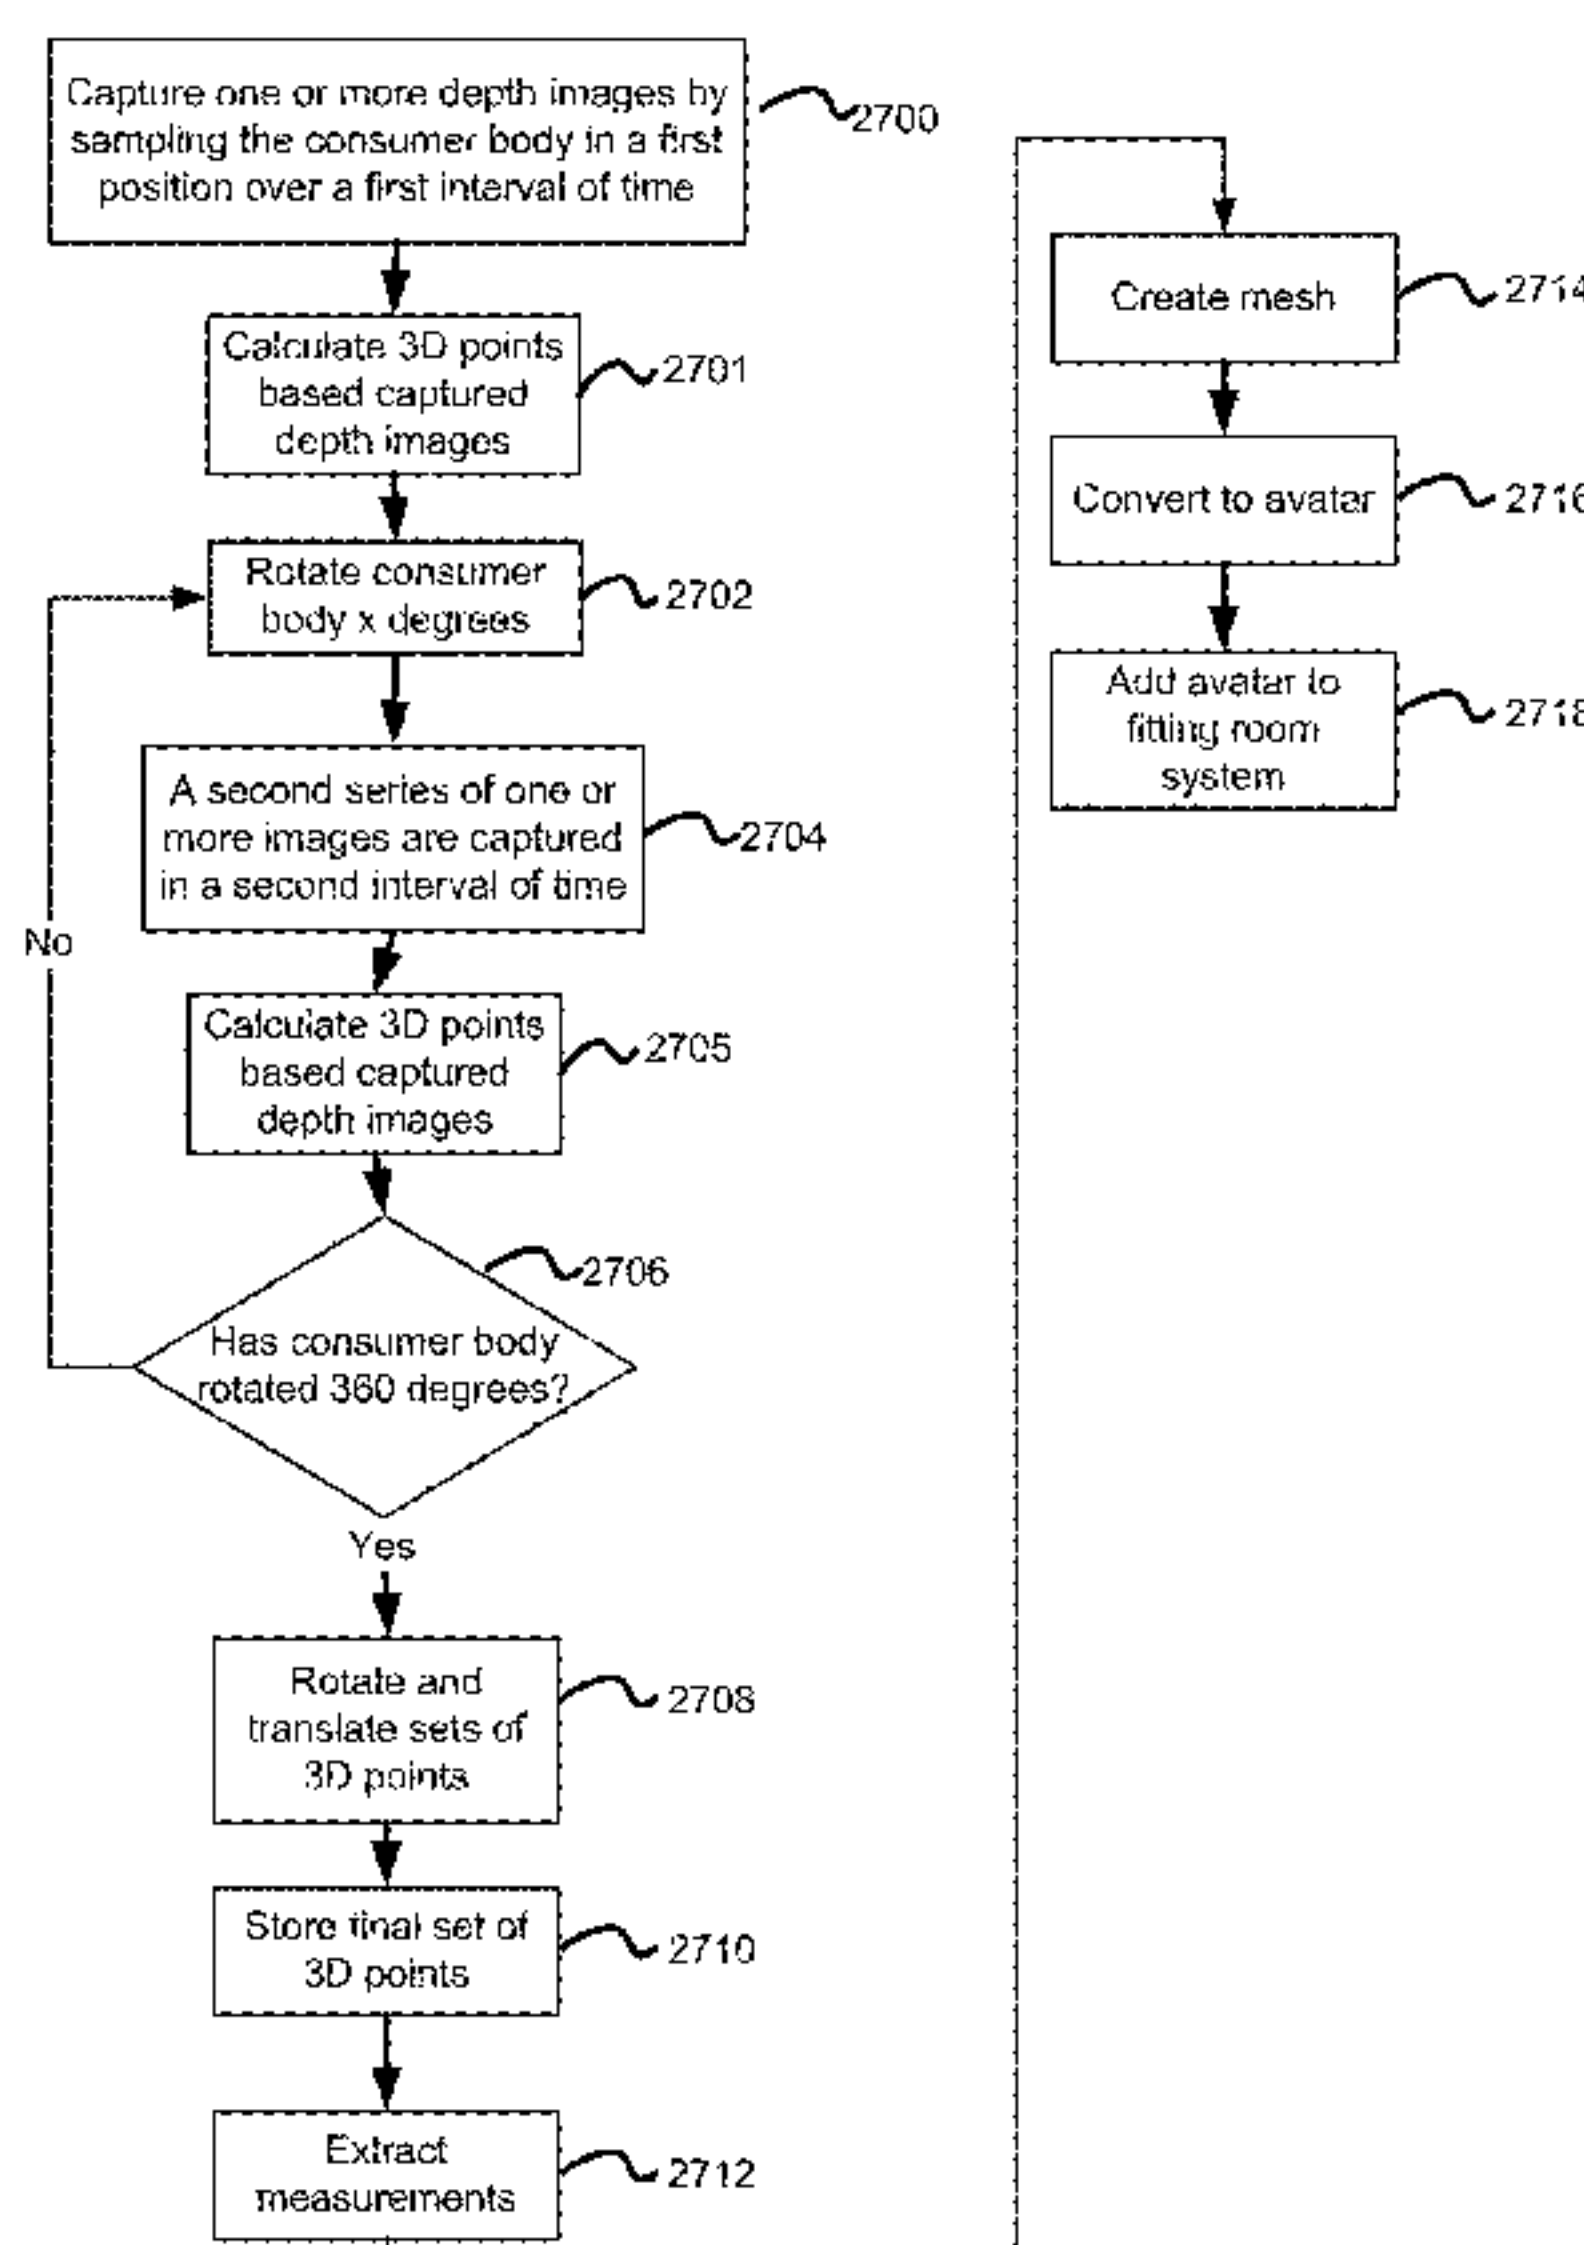 Capture one or more depth images by
sampling the consumer body in a first
position over a first interval of time
2700
Calculate 3D points
based captured
depth images
2701
Rotate consumer
body x degrees
2702
A second series of one or
more images are captured
in a second interval of time
2704
No
Calculate 3D points
based captured
depth images
2705
2706
Has consumer body
rotated 360 degrees?
Yes
Rotate and
translate sets of
3D points
2708
Store final set of
3D points
2710
Extract
measurements
2712
Create mesh
2714
Convert to avatar
2716
Add avatar to
fitting room
system
2718